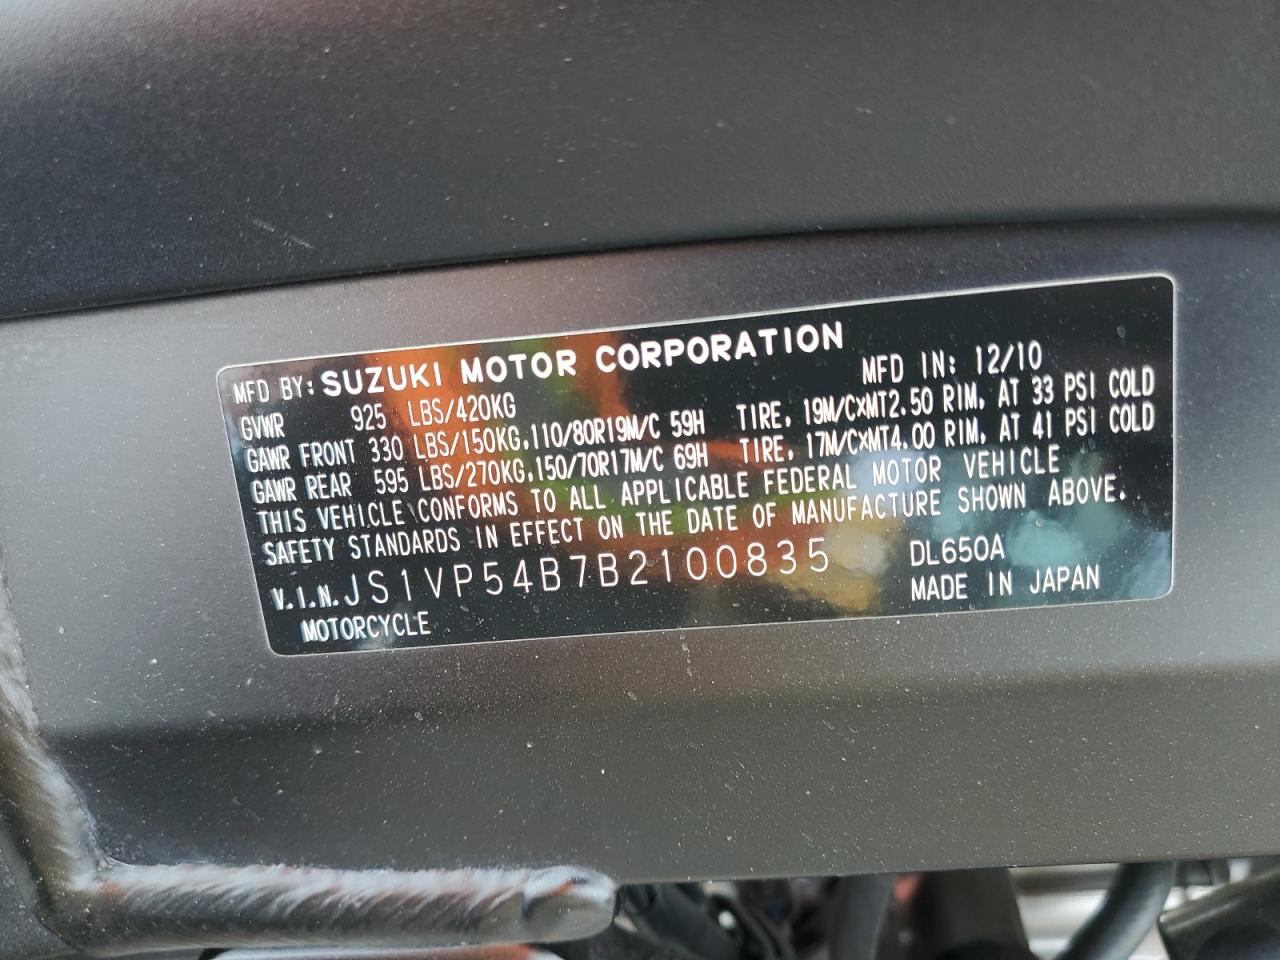 MFD BY: SUZUKI MOTOR CORPORATION MFD IN: 12/10
GVWR 925 LBS/420KG
GAWR FRONT 330 LBS/150KG,110/80R19M/C 59H TIRE, 19M/C×MT2.50 RIM, AT 33 PSI COLD
GAWR REAR 595 LBS/270KG,150/70R17M/C 69H TIRE, 17M/C×MT4.00 RIM, AT 41 PSI COLD
THIS VEHICLE CONFORMS TO ALL APPLICABLE FEDERAL MOTOR VEHICLE
SAFETY STANDARDS IN EFFECT ON THE DATE OF MANUFACTURE SHOWN ABOVE.
V.I.N. JS1VP54B7B2100835 DL650A
MOTORCYCLE MADE IN JAPAN